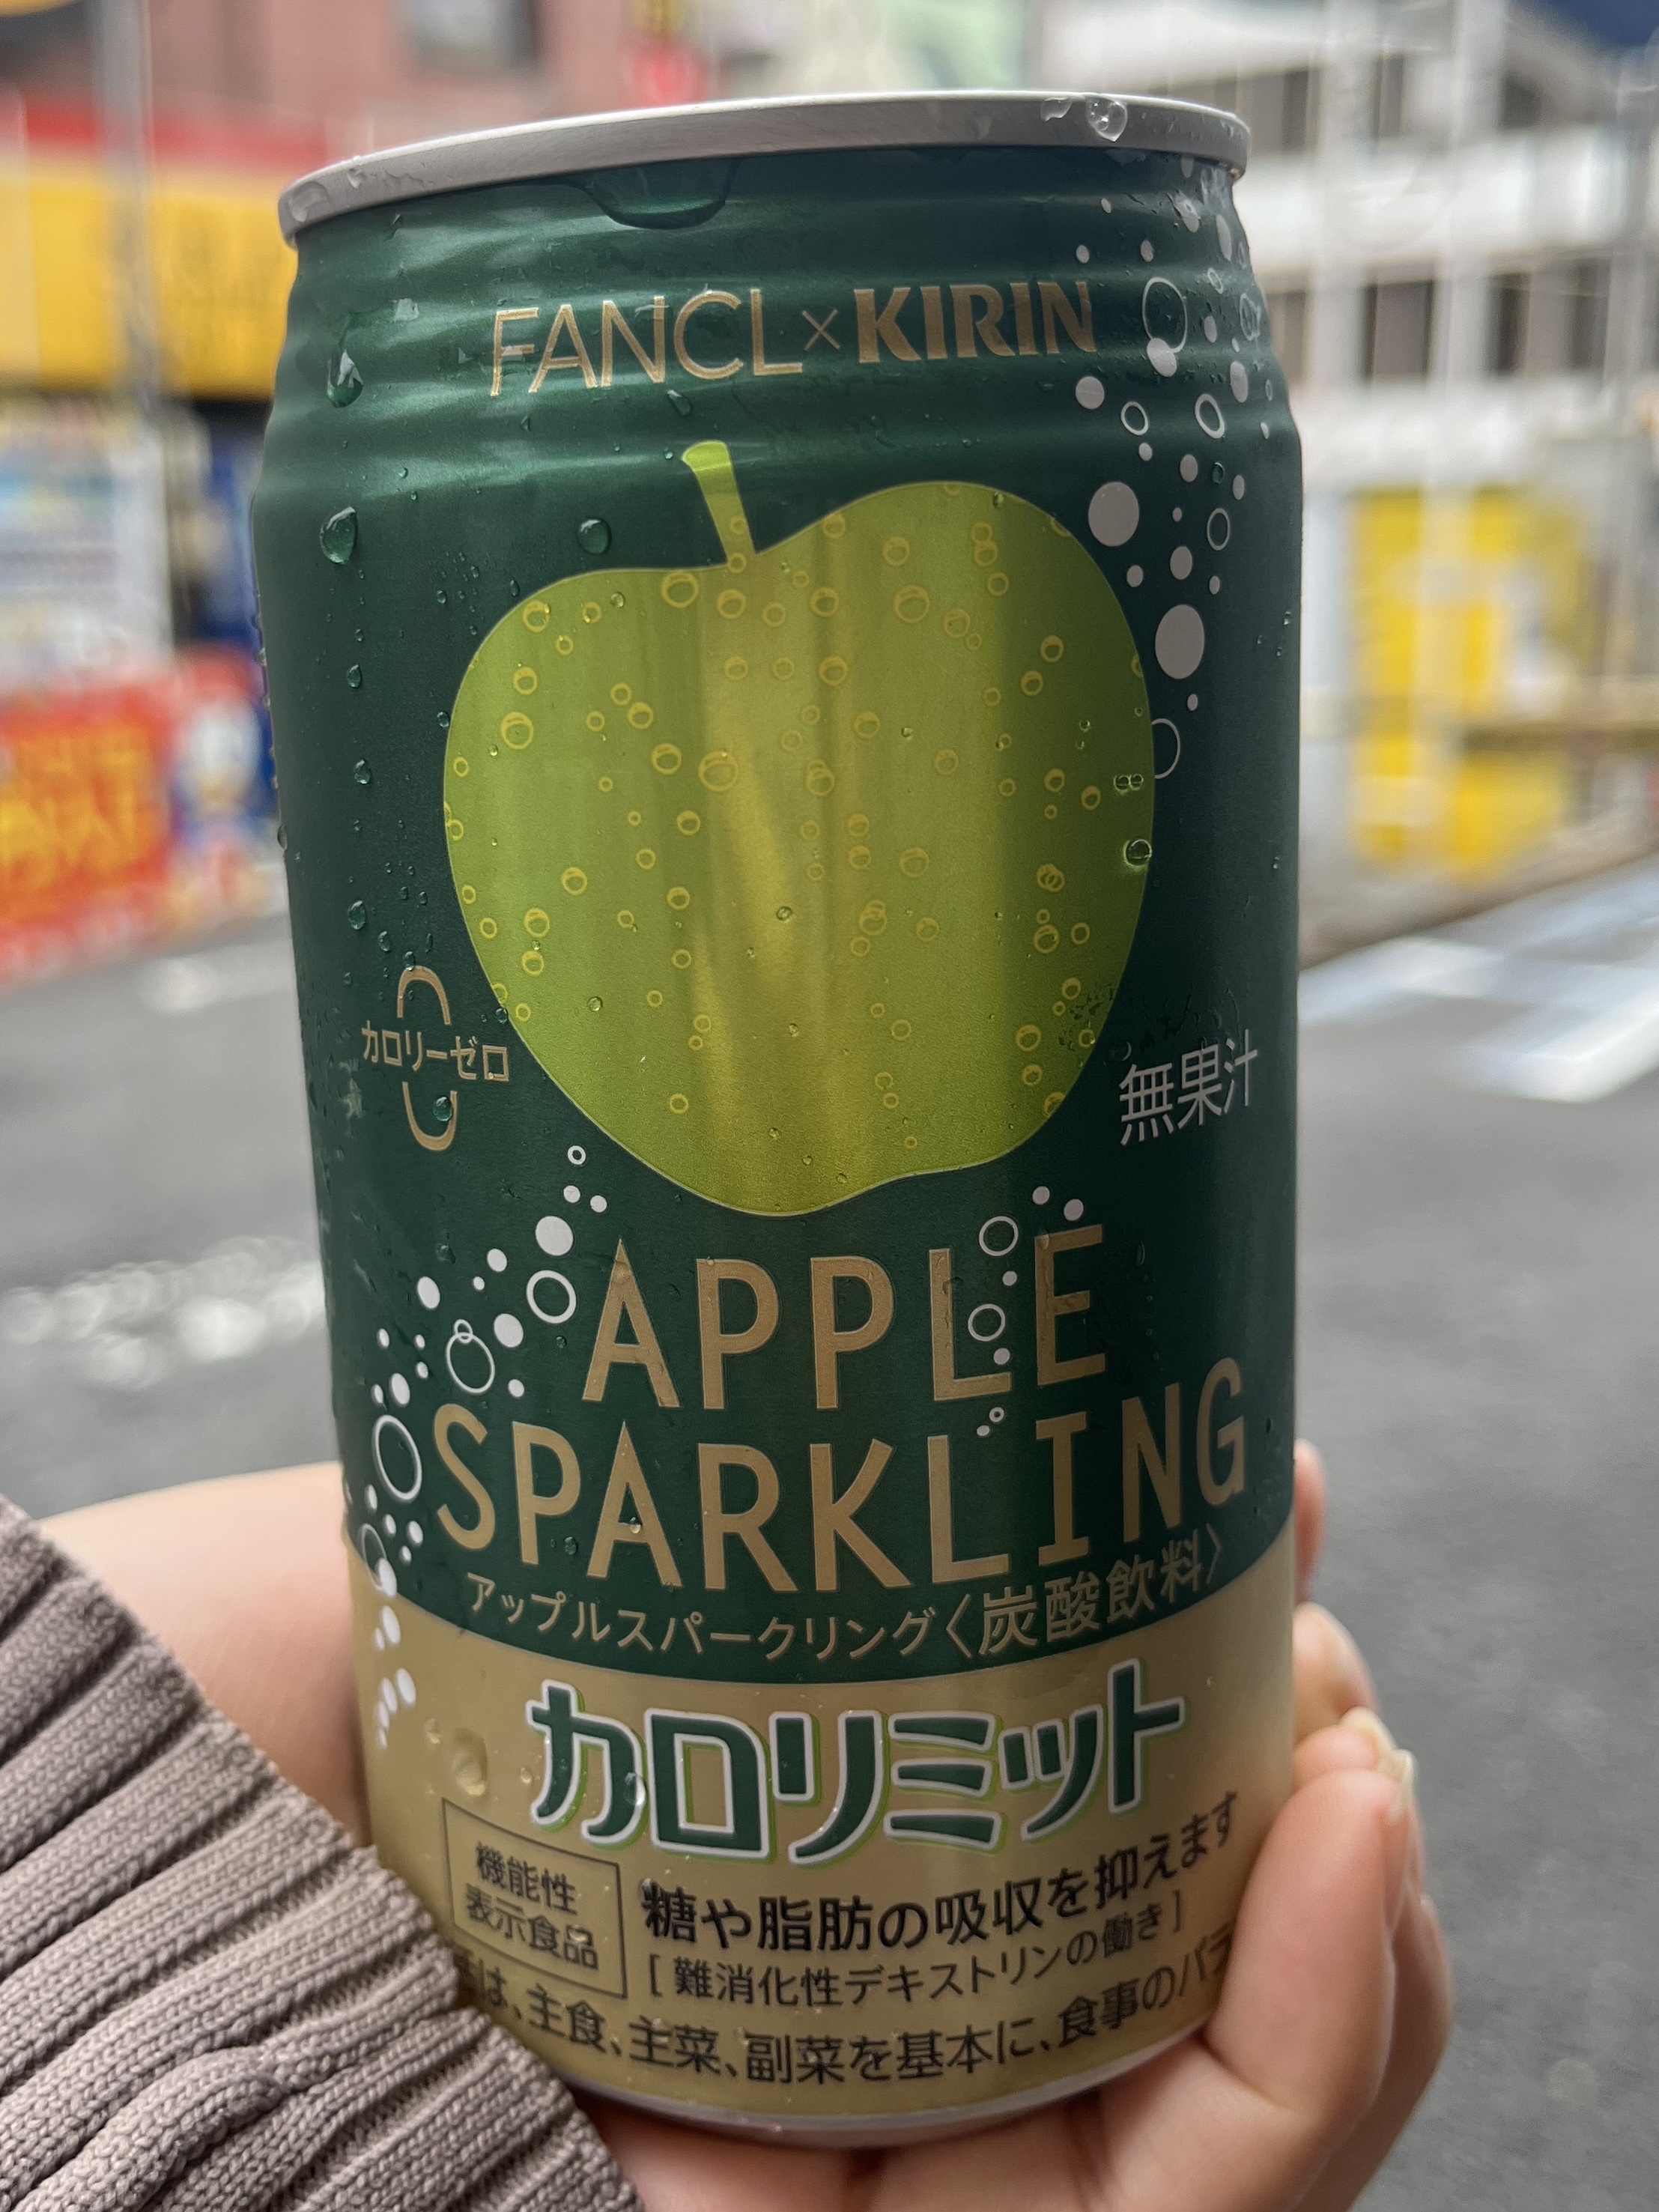 FANCL×KIRIN
カロリーゼロ
無果汁
APPLE
SPARKLING
アップルスパークリング〈炭酸飲料〉
カロリミット
機能性
表示食品
糖や脂肪の吸収を抑えます
[難消化性デキストリンの働き]
は、主食、主菜、副菜を基本に、食事のバラ